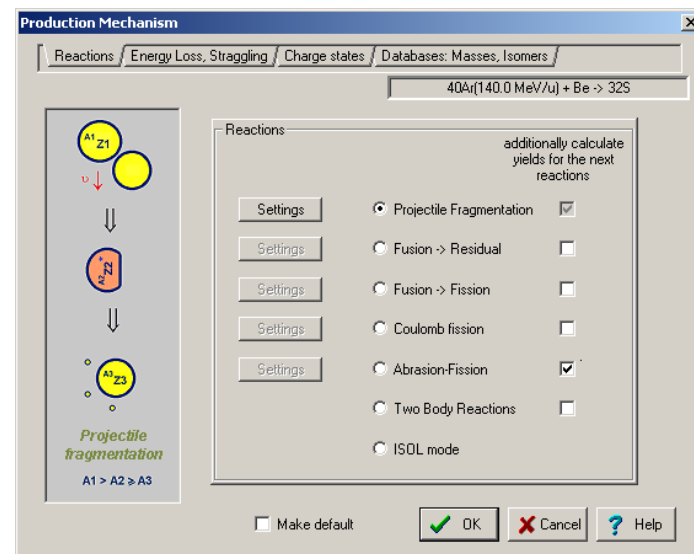 Production Mechanism
Reactions / Energy Loss, Straggling / Charge states / Databases: Masses, Isomers /
40Ar(140.0 MeV/u) + Be -> 32S
Reactions
additionally calculate
yields for the next
reactions
A1 Z1
υ
A2 Z2 *
A3 Z3
Projectile
fragmentation
A1 > A2 ⩾ A3
Settings Projectile Fragmentation
Settings Fusion -> Residual
Settings Fusion -> Fission
Settings Coulomb fission
Settings Abrasion-Fission
Two Body Reactions
ISOL mode
Make default OK Cancel ? Help